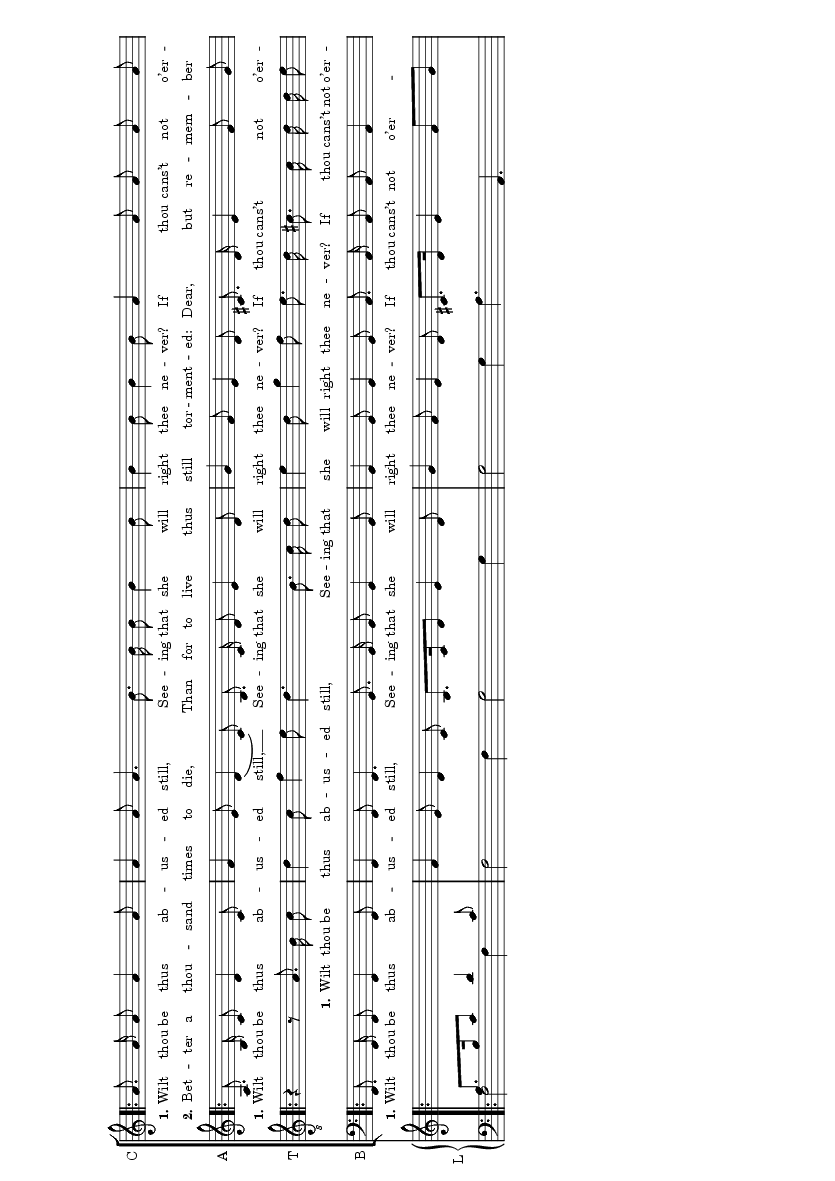 C
1. Wilt thou be thus ab - us - ed still, See - ing that she will right thee ne - ver? If thou cans't not o'er -
2. Bet - ter a thou - sand times to die, Than for to live thus still tor - ment - ed: Dear, but re - mem - ber
A
1. Wilt thou be thus ab - us - ed still, See - ing that she will right thee ne - ver? If thou cans't not o'er -
T
8
1. Wilt thou be thus ab - us - ed still, See - ing that she will right thee ne - ver? If thou cans't not o'er -
B
1. Wilt thou be thus ab - us - ed still, See - ing that she will right thee ne - ver? If thou cans't not o'er -
L